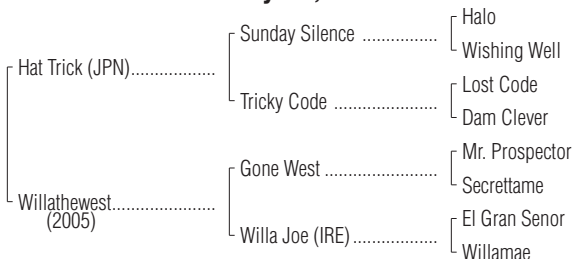 Halo
Sunday Silence ................
Wishing Well
Hat Trick (JPN)..................
Lost Code
Tricky Code ......................
Dam Clever
Mr. Prospector
Gone West ........................
Secrettame
Willathewest......................
(2005)
El Gran Senor
Willa Joe (IRE) ..................
Willamae